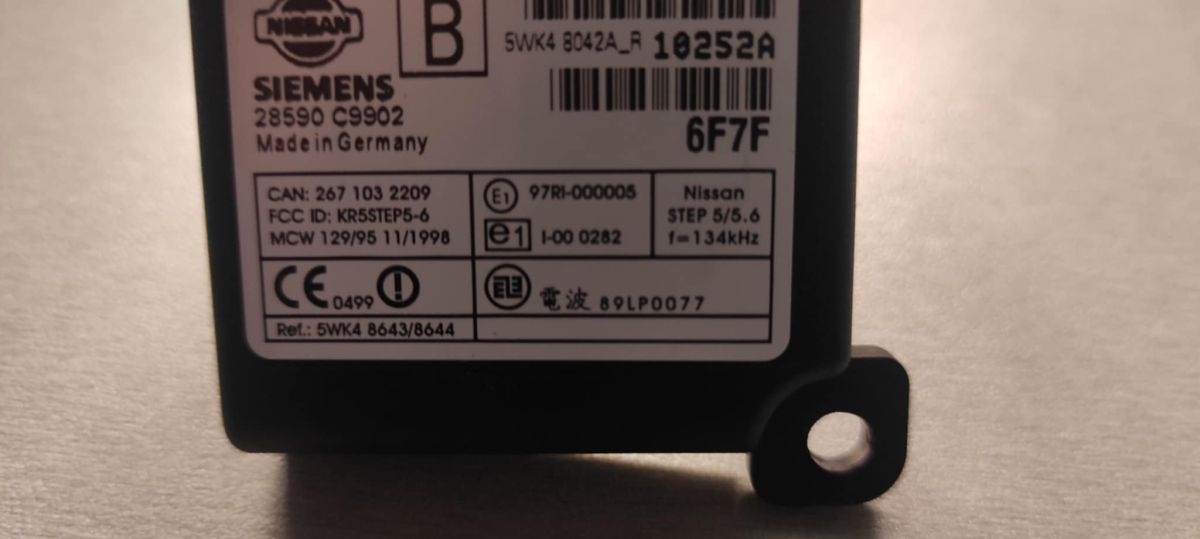 NISSAN
B
5WK4 8042A_R 10252A
SIEMENS
28590 C9902
Made in Germany
6F7F
CAN: 267 103 2209
FCC ID: KR5STEP5-6
MCW 129/95 11/1998
E1 97RI-000005
e1 I-00 0282
Nissan
STEP 5/5.6
f=134kHz
CE 0499
電波 89LP0077
Ref.: 5WK4 8643/8644